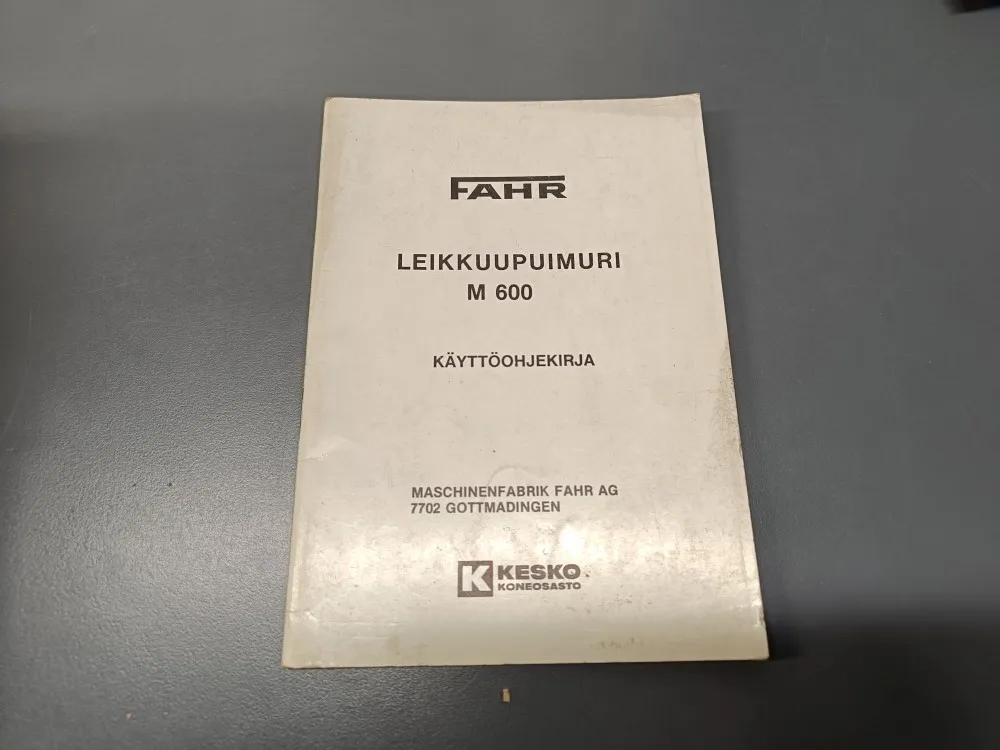 FAHR
LEIKKUUPUIMURI
M 600
KÄYTTÖOHJEKIRJA
MASCHINENFABRIK FAHR AG
7702 GOTTMADINGEN
K KESKO
KONEOSASTO